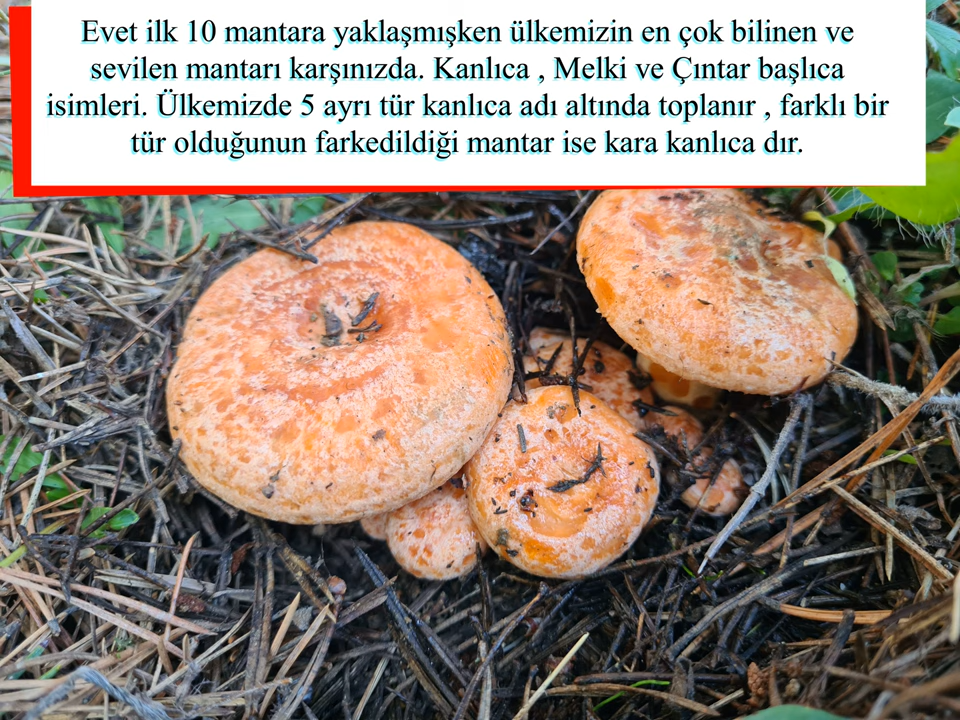 Evet ilk 10 mantara yaklaşmışken ülkemizin en çok bilinen ve
sevilen mantarı karşınızda. Kanlıca , Melki ve Çıntar başlıca
isimleri. Ülkemizde 5 ayrı tür kanlıca adı altında toplanır , farklı bir
tür olduğunun farkedildiği mantar ise kara kanlıca dır.